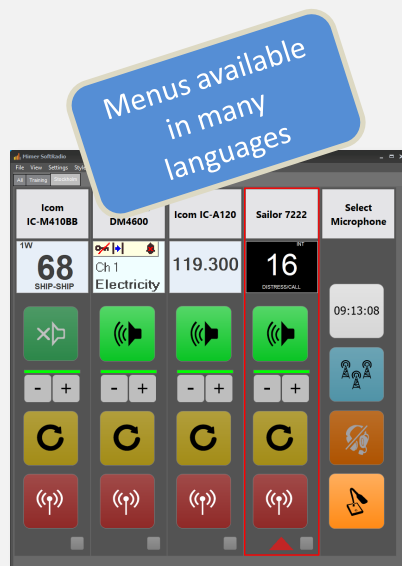 Menus available
in many
languages
Pimer SoftRadio
File View Settings
All Training
Icom
IC-M410BB
DM4600
Icom IC-A120
Sailor 7222
Select
Microphone
1W
68
SHIP-SHIP
Ch 1
Electricity
119.300
INT
16
DISTRESS/CALL
09:13:08
- +
- +
- +
- +